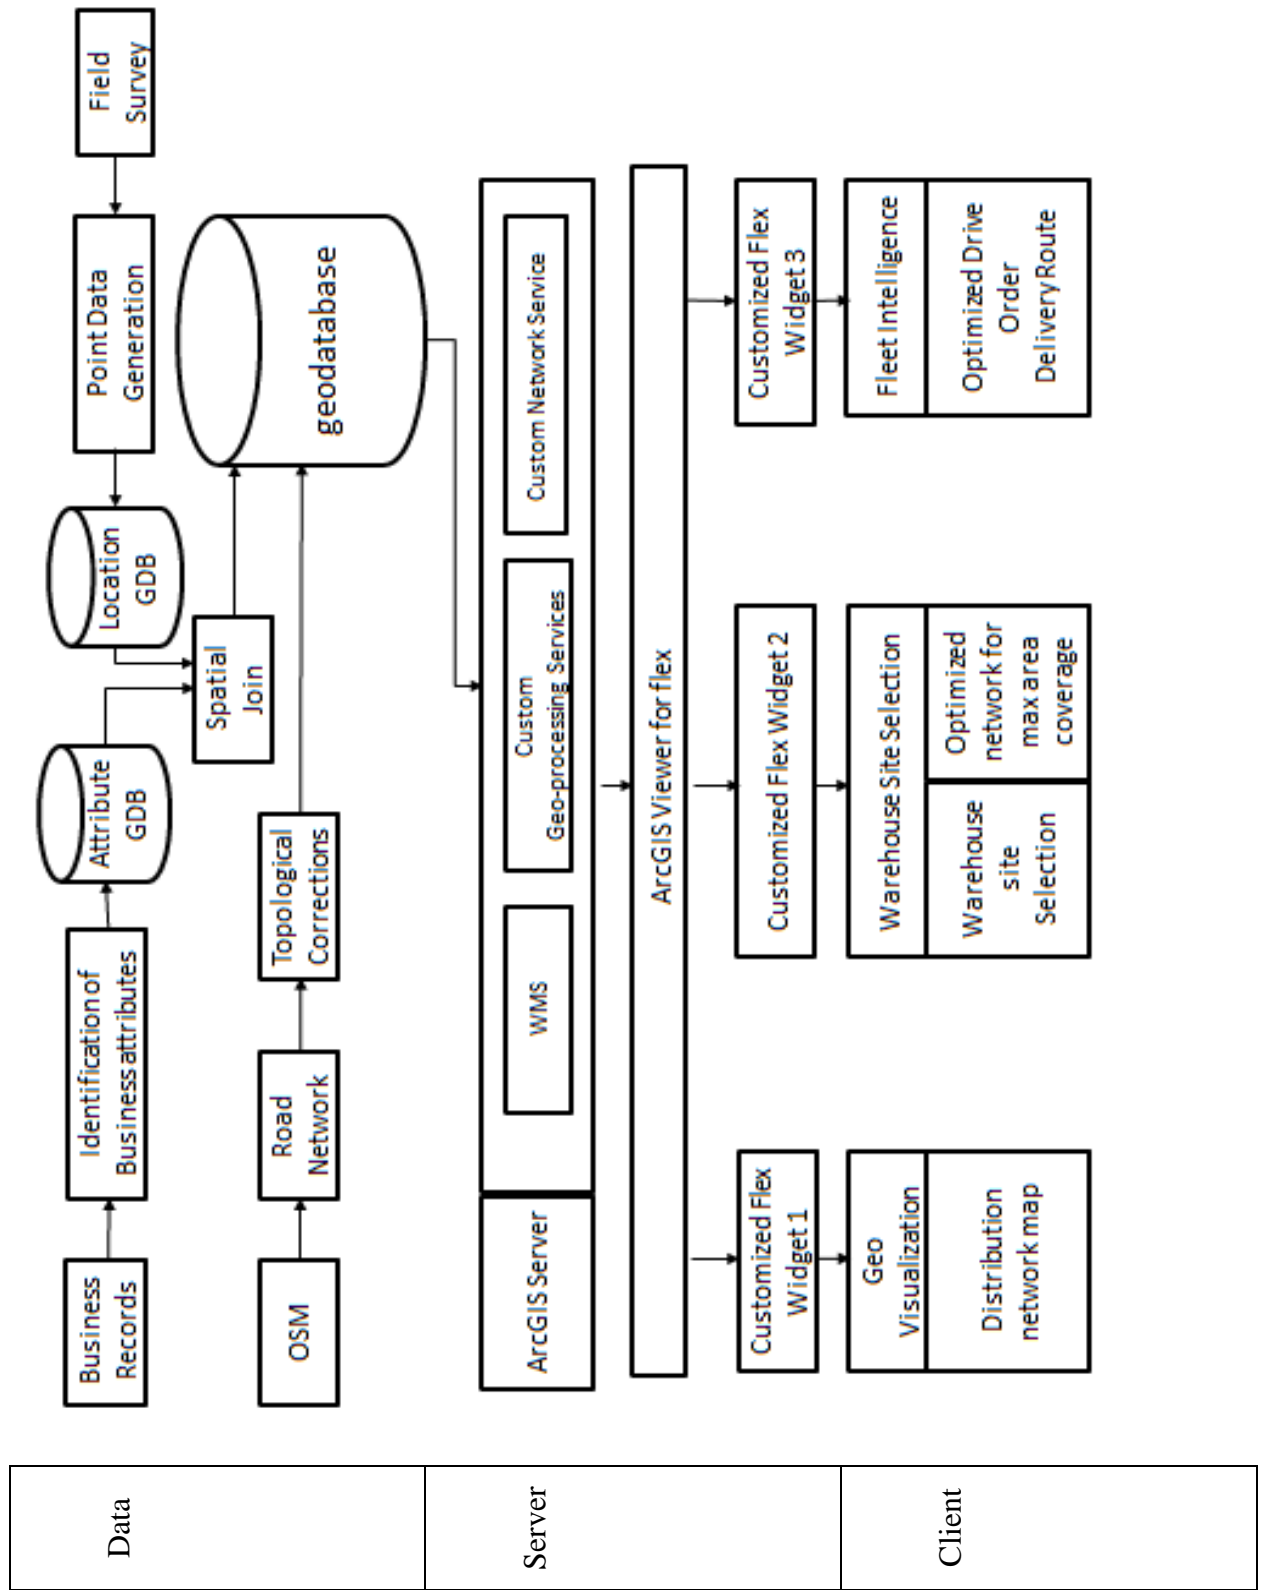 Data
Business
Records
Identification of
Business attributes
Attribute
GDB
Location
GDB
Point Data
Generation
Field
Survey
Spatial
Join
OSM
Road
Network
Topological
Corrections
geodatabase
Server
ArcGIS Server
WMS
Custom
Geo-processing Services
Custom Network Service
ArcGIS Viewer for flex
Client
Customized Flex
Widget 1
Customized Flex Widget 2
Customized Flex
Widget 3
Geo
Visualization
Distribution
network map
Warehouse Site Selection
Warehouse
site
Selection
Optimized
network for
max area
coverage
Fleet Intelligence
Optimized Drive
Order
Delivery Route